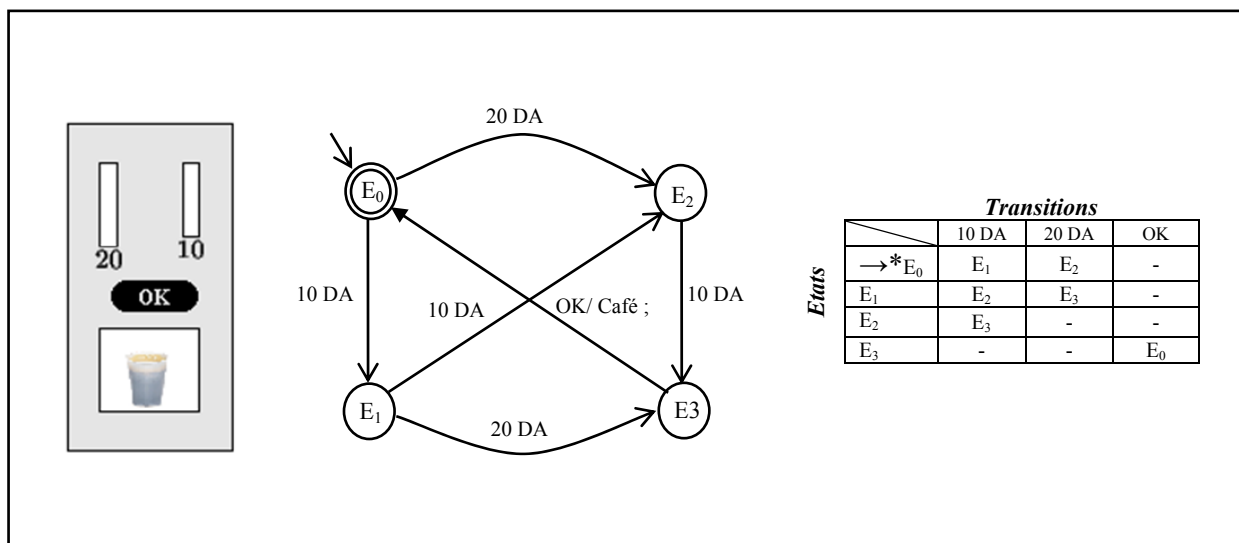 20 10
OK
20 DA
E₀
E₂
10 DA
10 DA
OK/ Café ;
10 DA
E₁
E3
20 DA
Transitions
Etats
10 DA 20 DA OK
→*E₀ E₁ E₂ -
E₁ E₂ E₃ -
E₂ E₃ - -
E₃ - - E₀